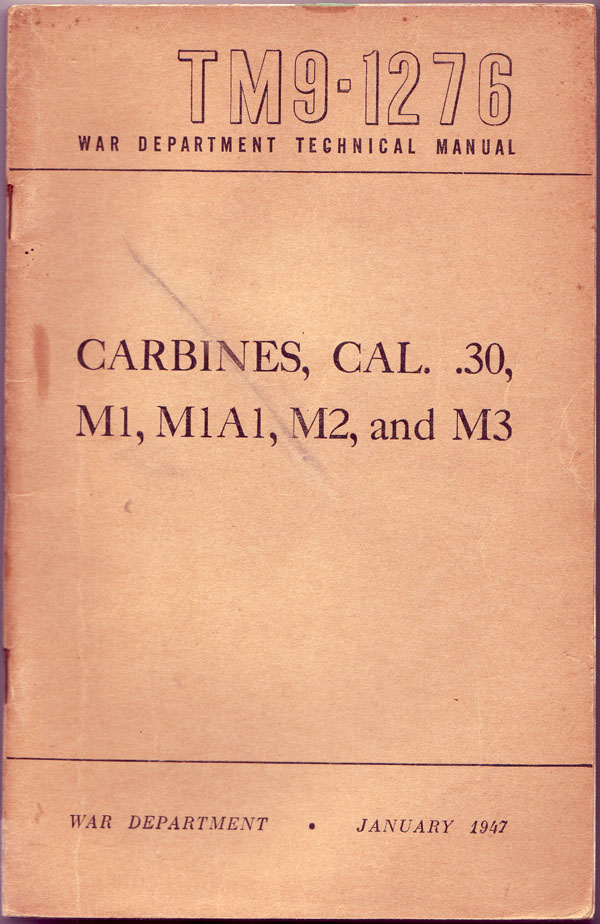 TM9-1276
WAR DEPARTMENT TECHNICAL MANUAL
CARBINES, CAL. .30,
M1, M1A1, M2, and M3
WAR DEPARTMENT • JANUARY 1947